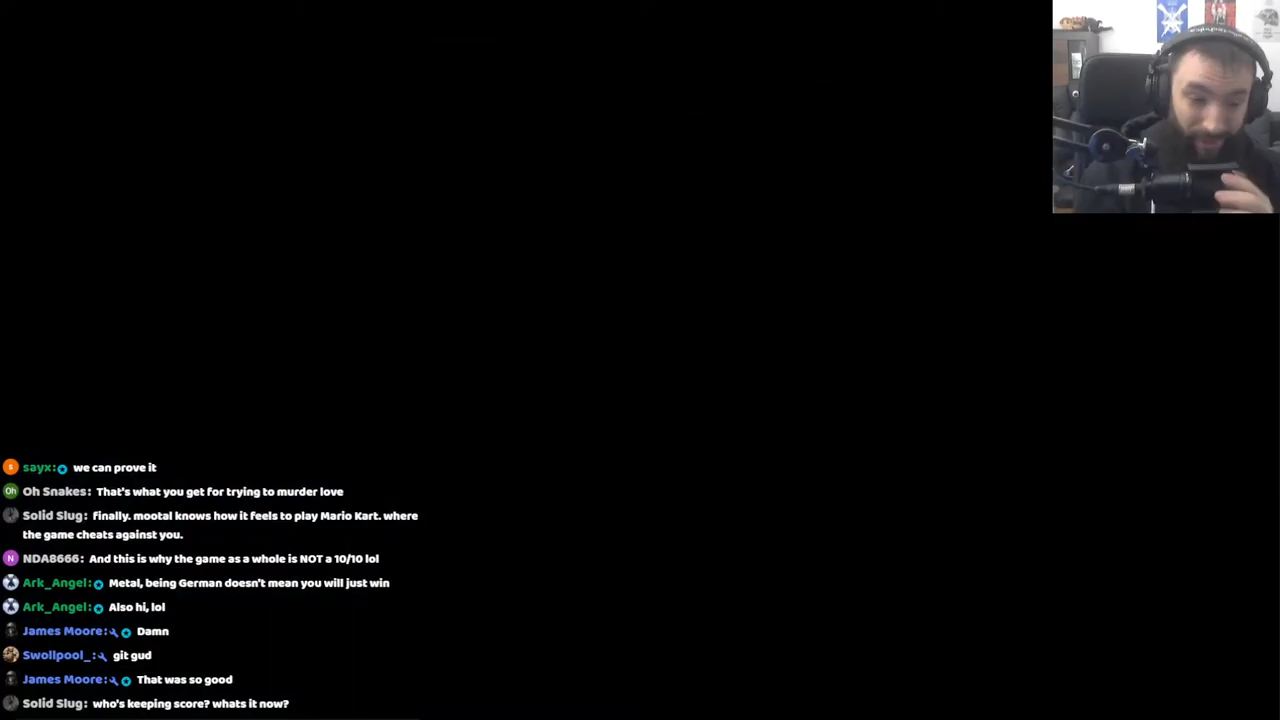 sayx: we can prove it
Oh Snakes: That's what you get for trying to murder love
Solid Slug: finally. mootal knows how it feels to play Mario Kart. where
the game cheats against you.
NDA8666: And this is why the game as a whole is NOT a 10/10 lol
Ark_Angel: Metal, being German doesn't mean you will just win
Ark_Angel: Also hi, lol
James Moore: Damn
Swollpool_: git gud
James Moore: That was so good
Solid Slug: who's keeping score? whats it now?